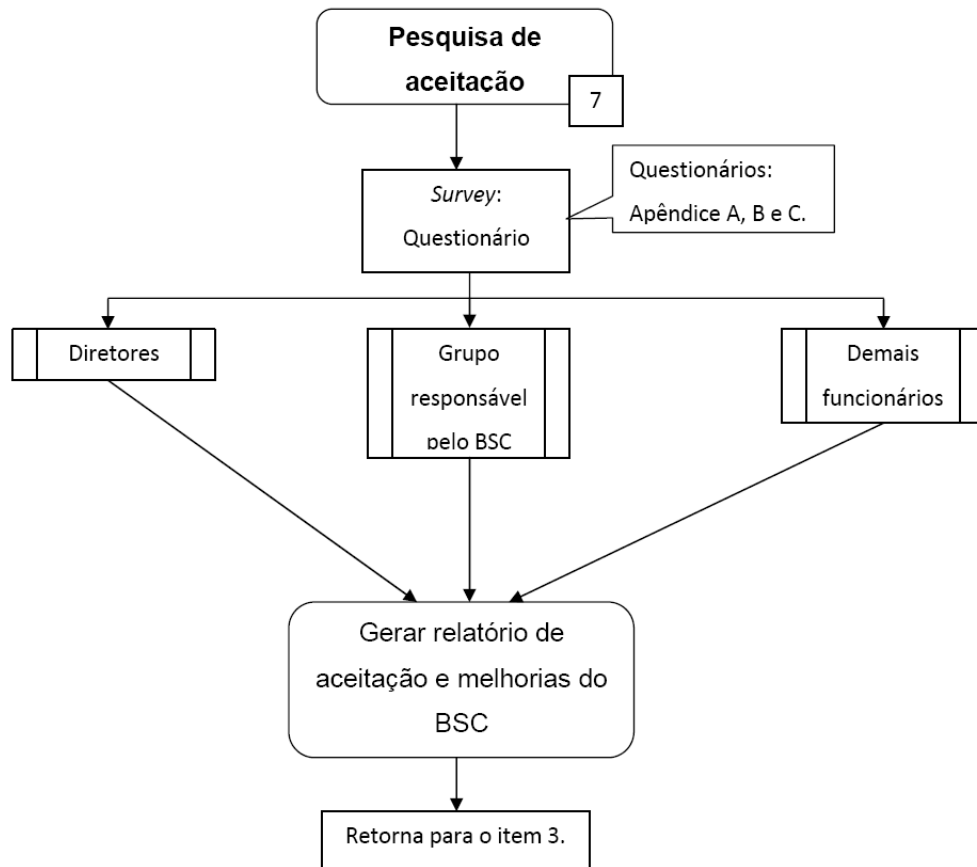 Pesquisa de
aceitação
7
Survey:
Questionário
Questionários:
Apêndice A, B e C.
Diretores
Grupo
responsável
pelo BSC
Demais
funcionários
Gerar relatório de
aceitação e melhorias do
BSC
Retorna para o item 3.